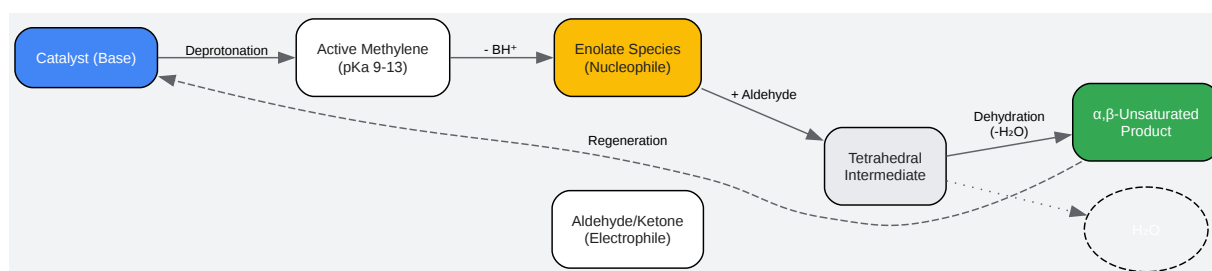 Catalyst (Base)
Deprotonation
Active Methylene
(pKa 9-13)
- BH⁺
Enolate Species
(Nucleophile)
+ Aldehyde
Tetrahedral
Intermediate
Dehydration
(-H₂O)
α,β-Unsaturated
Product
Regeneration
Aldehyde/Ketone
(Electrophile)
H₂O